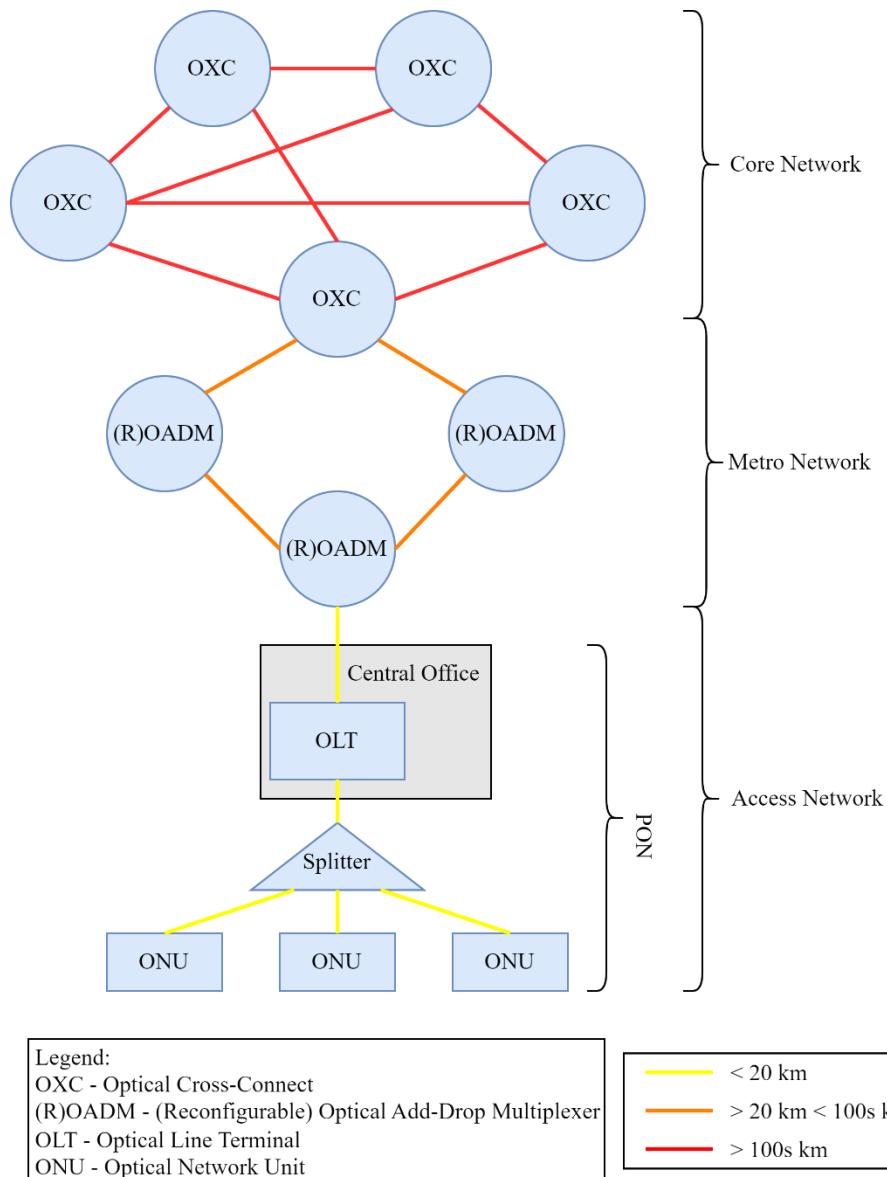 OXC
OXC
Core Network
OXC
OXC
OXC
(R)OADM
(R)OADM
Metro Network
(R)OADM
Central Office
OLT
Access Network
PON
Splitter
ONU
ONU
ONU
Legend:
OXC - Optical Cross-Connect
(R)OADM - (Reconfigurable) Optical Add-Drop Multiplexer
OLT - Optical Line Terminal
ONU - Optical Network Unit
< 20 km
> 20 km < 100s k
> 100s km